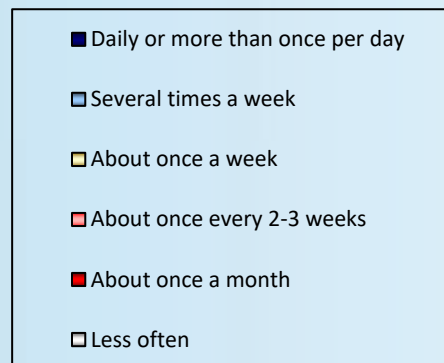 Daily or more than once per day
Several times a week
About once a week
About once every 2-3 weeks
About once a month
Less often